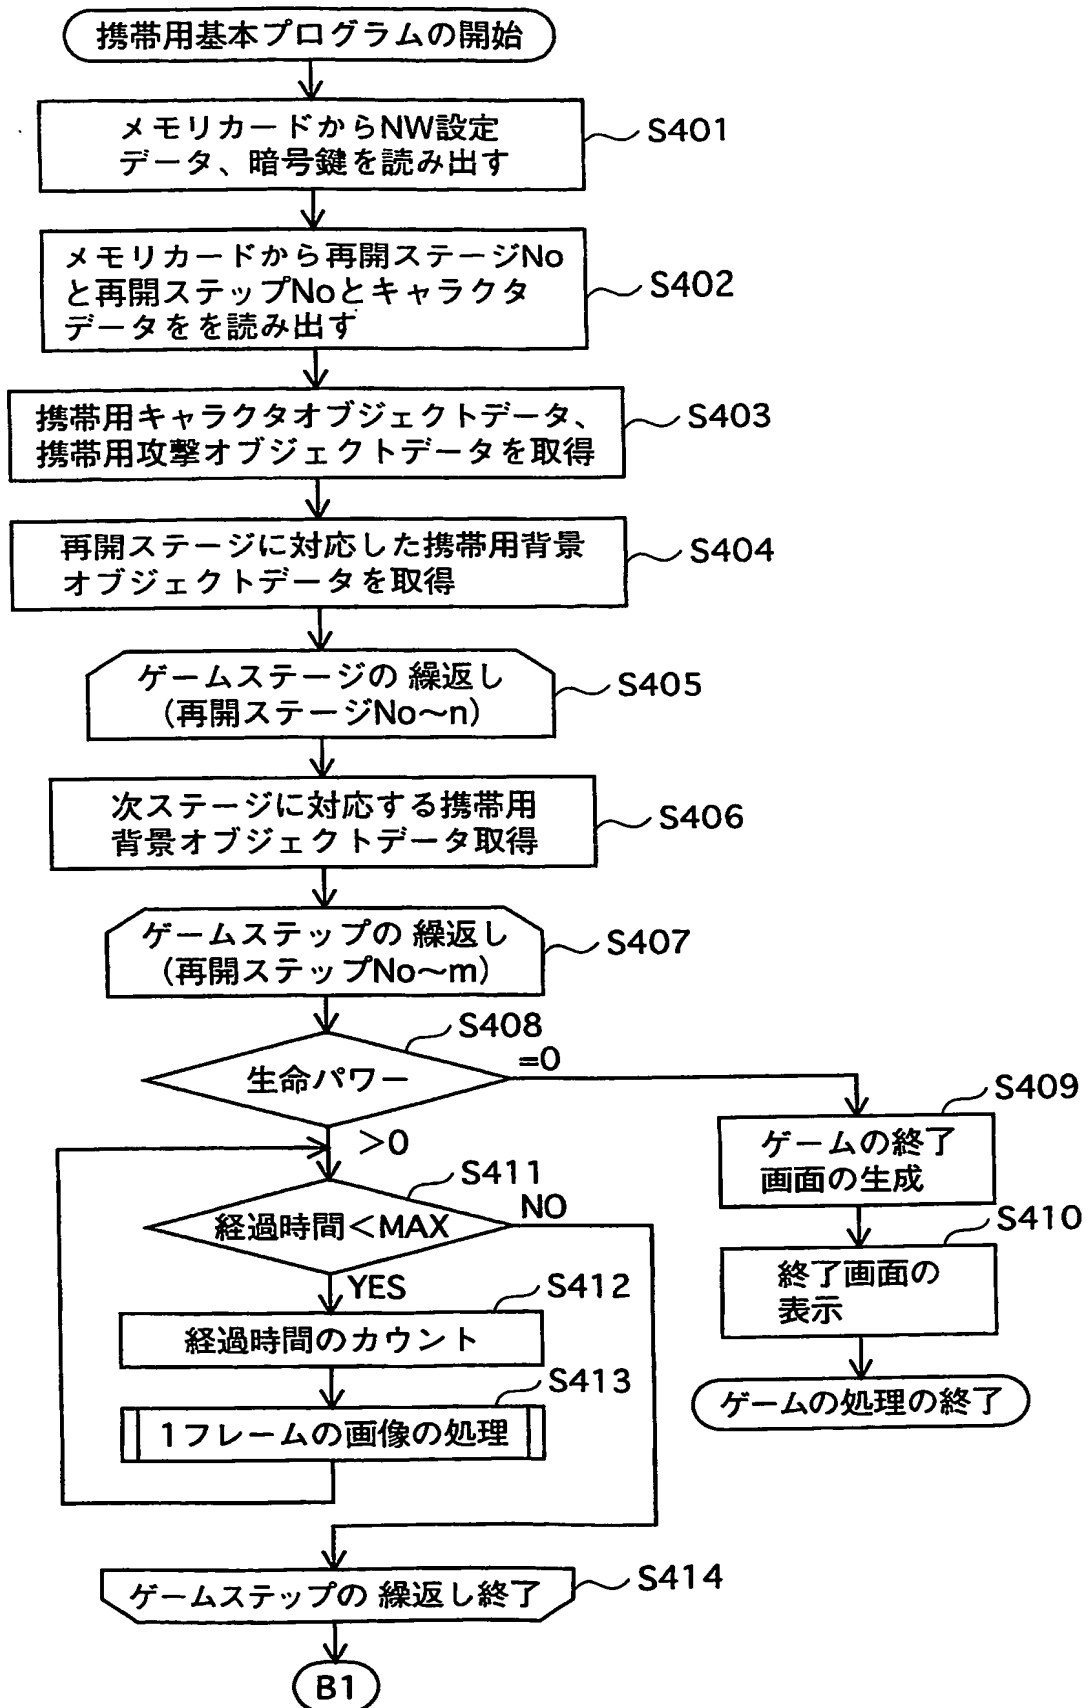 携帯用基本プログラムの開始
メモリカードからNW設定
データ、暗号鍵を読み出す
S401
メモリカードから再開ステージNo
と再開ステップNoとキャラクタ
データをを読み出す
S402
携帯用キャラクタオブジェクトデータ、
携帯用攻撃オブジェクトデータを取得
S403
再開ステージに対応した携帯用背景
オブジェクトデータを取得
S404
ゲームステージの 繰返し
(再開ステージNo～n)
S405
次ステージに対応する携帯用
背景オブジェクトデータ取得
S406
ゲームステップの 繰返し
(再開ステップNo～m)
S407
S408
生命パワー
=0
>0
S409
ゲームの終了
画面の生成
S410
終了画面の
表示
ゲームの処理の終了
S411
経過時間<MAX
NO
YES
S412
経過時間のカウント
S413
1フレームの画像の処理
ゲームステップの 繰返し終了
S414
B1